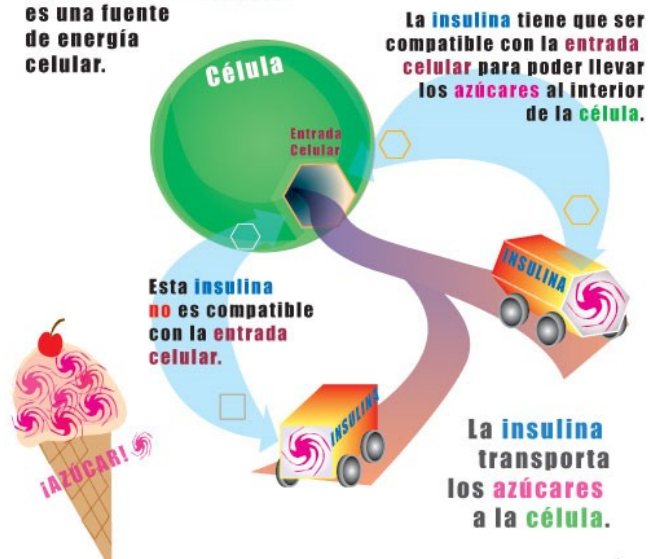 es una fuente
de energía
celular.
La insulina tiene que ser
compatible con la entrada
celular para poder llevar
los azúcares al interior
de la célula.
Célula
Entrada
Celular
INSULINA
Esta insulina
no es compatible
con la entrada
celular.
INSULINA
¡AZÚCAR!
La insulina
transporta
los azúcares
a la célula.